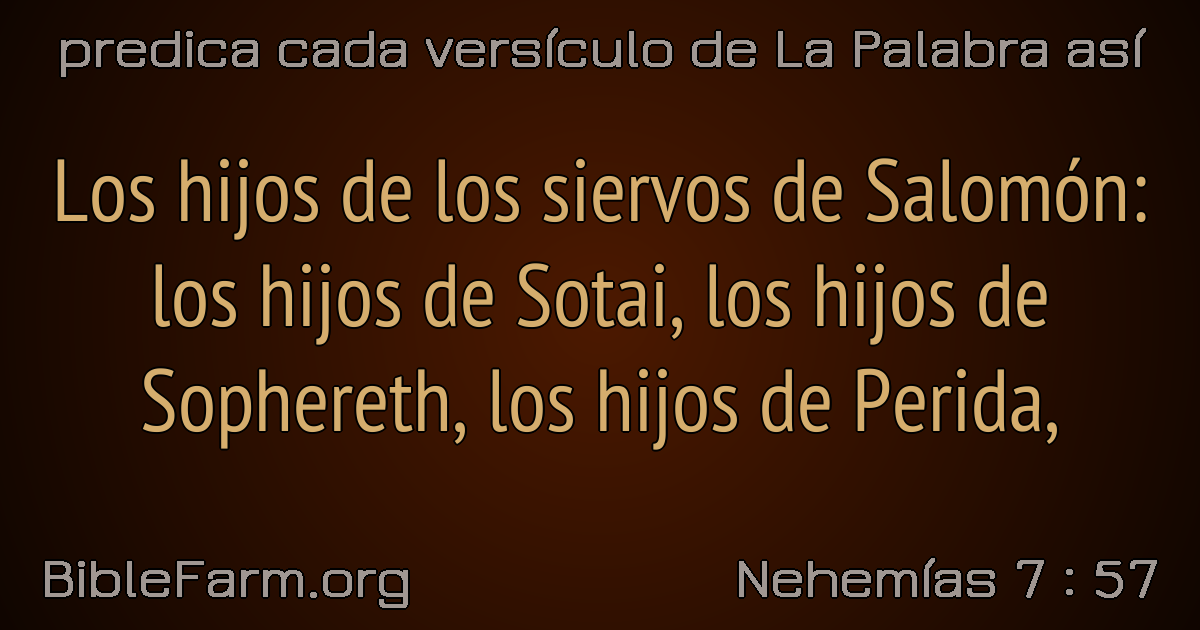 predica cada versículo de La Palabra así
Los hijos de los siervos de Salomón:
los hijos de Sotai, los hijos de
Sophereth, los hijos de Perida,
BibleFarm.org
Nehemías 7 : 57